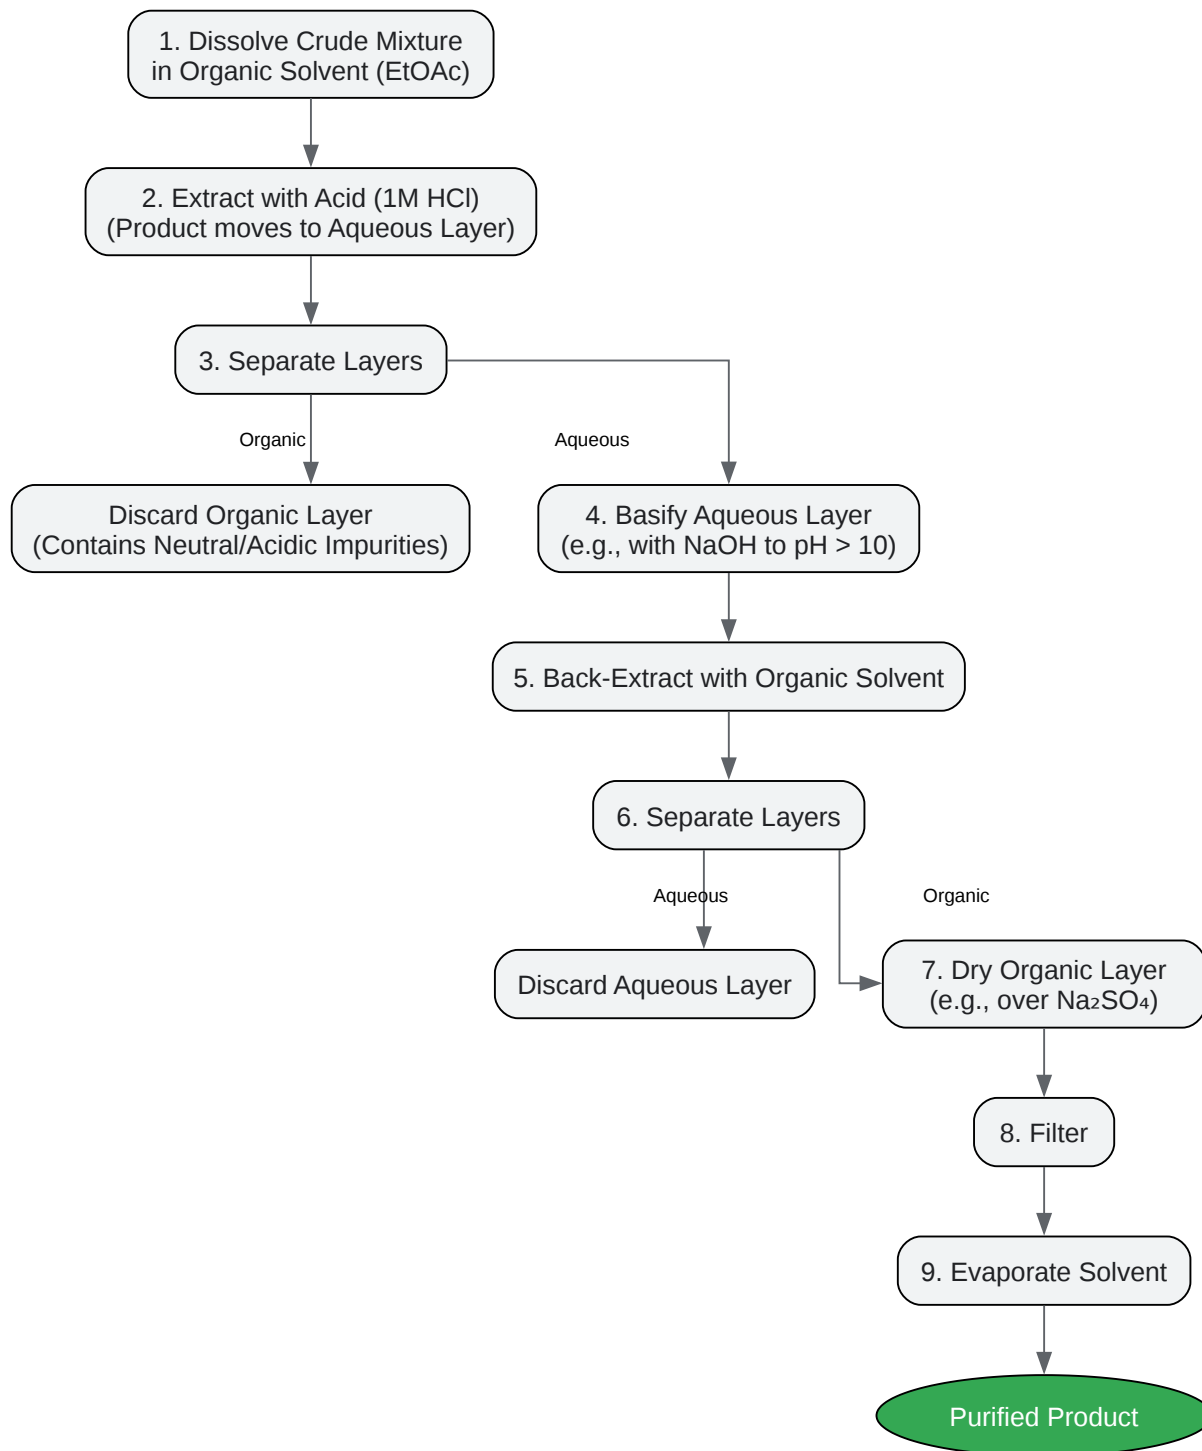 1. Dissolve Crude Mixture
in Organic Solvent (EtOAc)
2. Extract with Acid (1M HCl)
(Product moves to Aqueous Layer)
3. Separate Layers
Organic
Aqueous
Discard Organic Layer
(Contains Neutral/Acidic Impurities)
4. Basify Aqueous Layer
(e.g., with NaOH to pH > 10)
5. Back-Extract with Organic Solvent
6. Separate Layers
Aqueous
Organic
Discard Aqueous Layer
7. Dry Organic Layer
(e.g., over Na₂SO₄)
8. Filter
9. Evaporate Solvent
Purified Product